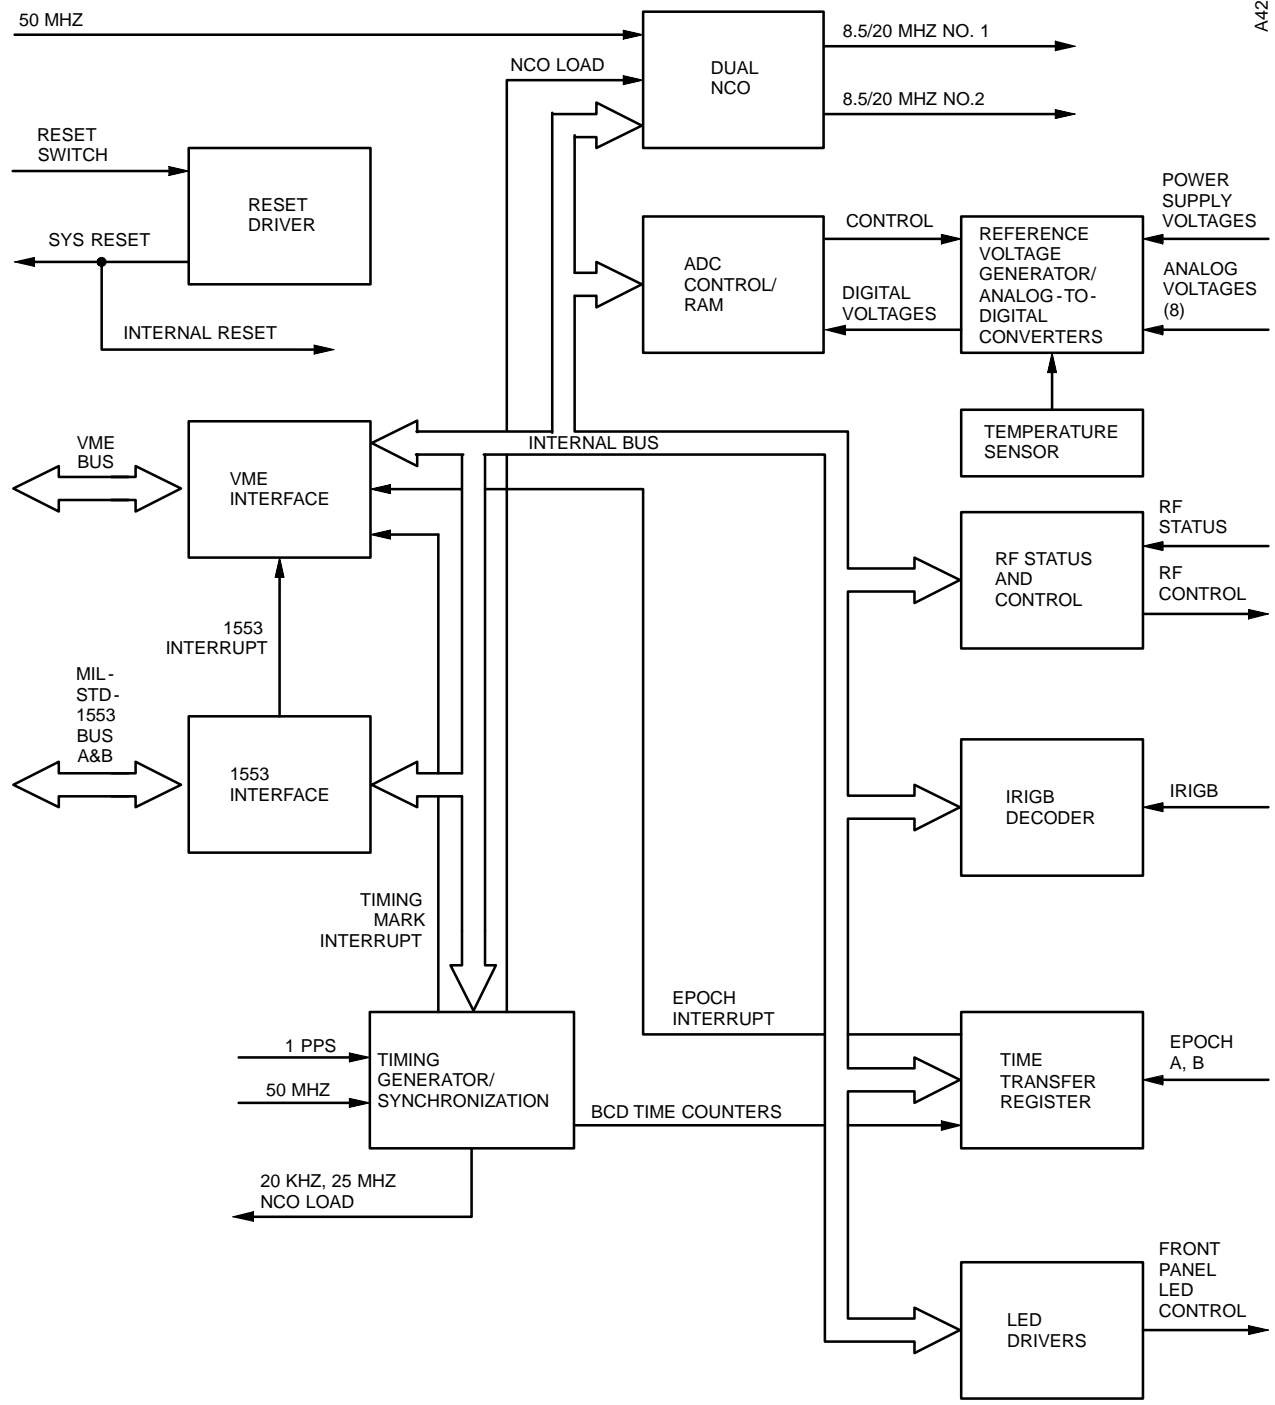 50 MHZ
A42
NCO LOAD
DUAL
NCO
8.5/20 MHZ NO. 1
8.5/20 MHZ NO.2
RESET
SWITCH
RESET
DRIVER
SYS RESET
INTERNAL RESET
ADC
CONTROL/
RAM
CONTROL
DIGITAL
VOLTAGES
REFERENCE
VOLTAGE
GENERATOR/
ANALOG-TO-
DIGITAL
CONVERTERS
POWER
SUPPLY
VOLTAGES
ANALOG
VOLTAGES
(8)
TEMPERATURE
SENSOR
VME
BUS
VME
INTERFACE
INTERNAL BUS
RF STATUS
AND
CONTROL
RF
STATUS
RF
CONTROL
1553
INTERRUPT
MIL-
STD-
1553
BUS
A&B
1553
INTERFACE
IRIGB
DECODER
IRIGB
TIMING
MARK
INTERRUPT
EPOCH
INTERRUPT
1 PPS
50 MHZ
TIMING
GENERATOR/
SYNCHRONIZATION
BCD TIME COUNTERS
TIME
TRANSFER
REGISTER
EPOCH
A, B
20 KHZ, 25 MHZ
NCO LOAD
LED
DRIVERS
FRONT
PANEL
LED
CONTROL